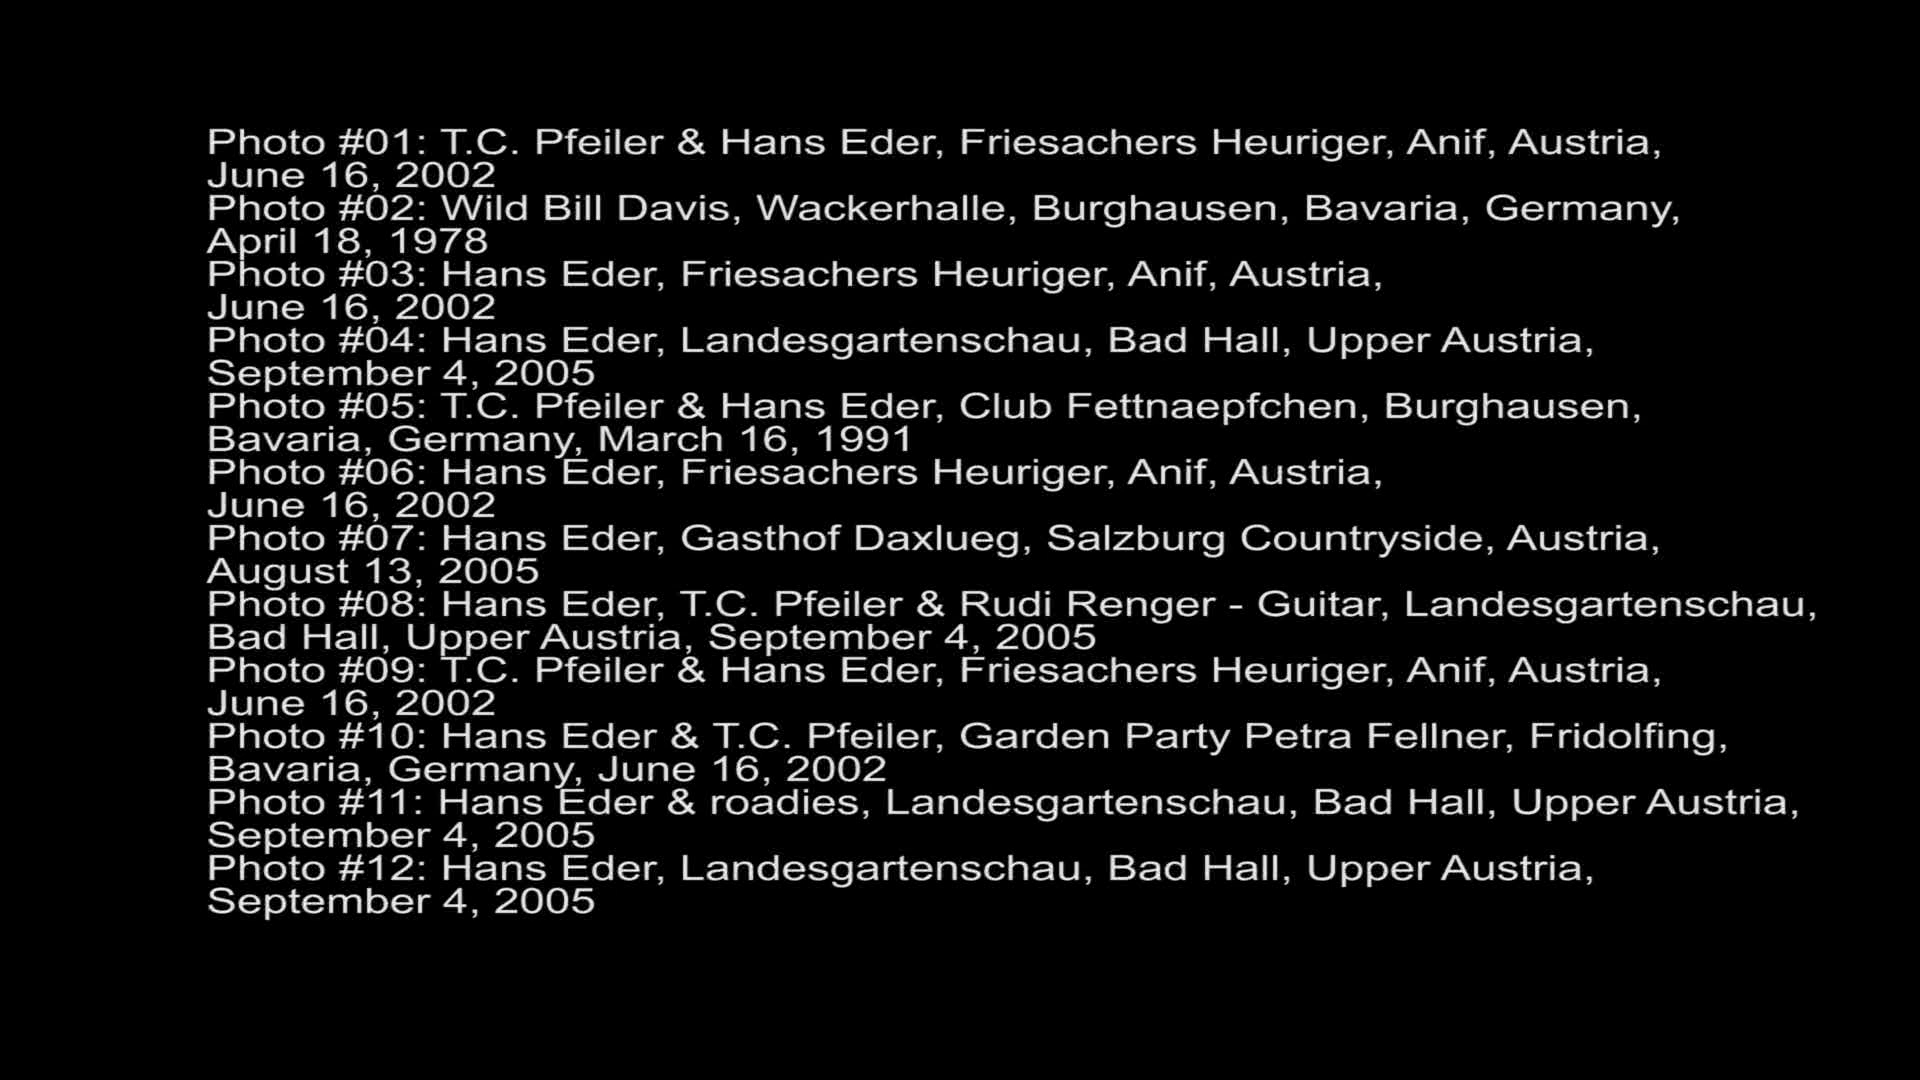 Photo #01: T.C. Pfeiler & Hans Eder, Friesachers Heuriger, Anif, Austria,
June 16, 2002
Photo #02: Wild Bill Davis, Wackerhalle, Burghausen, Bavaria, Germany,
April 18, 1978
Photo #03: Hans Eder, Friesachers Heuriger, Anif, Austria,
June 16, 2002
Photo #04: Hans Eder, Landesgartenschau, Bad Hall, Upper Austria,
September 4, 2005
Photo #05: T.C. Pfeiler & Hans Eder, Club Fettnaepfchen, Burghausen,
Bavaria, Germany, March 16, 1991
Photo #06: Hans Eder, Friesachers Heuriger, Anif, Austria,
June 16, 2002
Photo #07: Hans Eder, Gasthof Daxlueg, Salzburg Countryside, Austria,
August 13, 2005
Photo #08: Hans Eder, T.C. Pfeiler & Rudi Renger - Guitar, Landesgartenschau,
Bad Hall, Upper Austria, September 4, 2005
Photo #09: T.C. Pfeiler & Hans Eder, Friesachers Heuriger, Anif, Austria,
June 16, 2002
Photo #10: Hans Eder & T.C. Pfeiler, Garden Party Petra Fellner, Fridolfing,
Bavaria, Germany, June 16, 2002
Photo #11: Hans Eder & roadies, Landesgartenschau, Bad Hall, Upper Austria,
September 4, 2005
Photo #12: Hans Eder, Landesgartenschau, Bad Hall, Upper Austria,
September 4, 2005